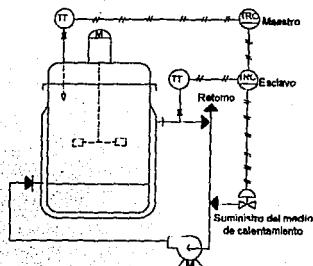 TT
TRC
Maestro
M
TT
TRC
Esclavo
Retorno
Suministro del medio
de calentamiento
M